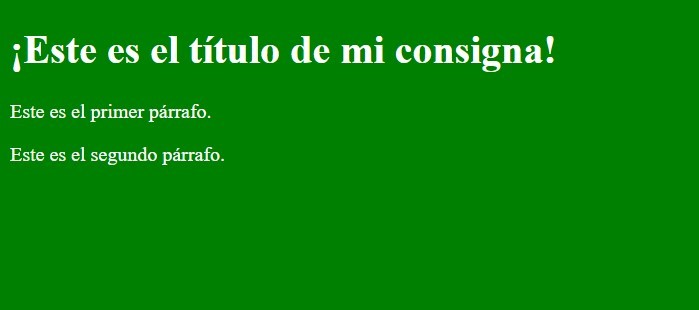 ¡Este es el título de mi consigna!
Este es el primer párrafo.
Este es el segundo párrafo.